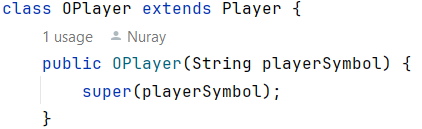 class OPlayer extends Player {
1 usage Nuray
public OPlayer(String playerSymbol) {
super(playerSymbol);
}